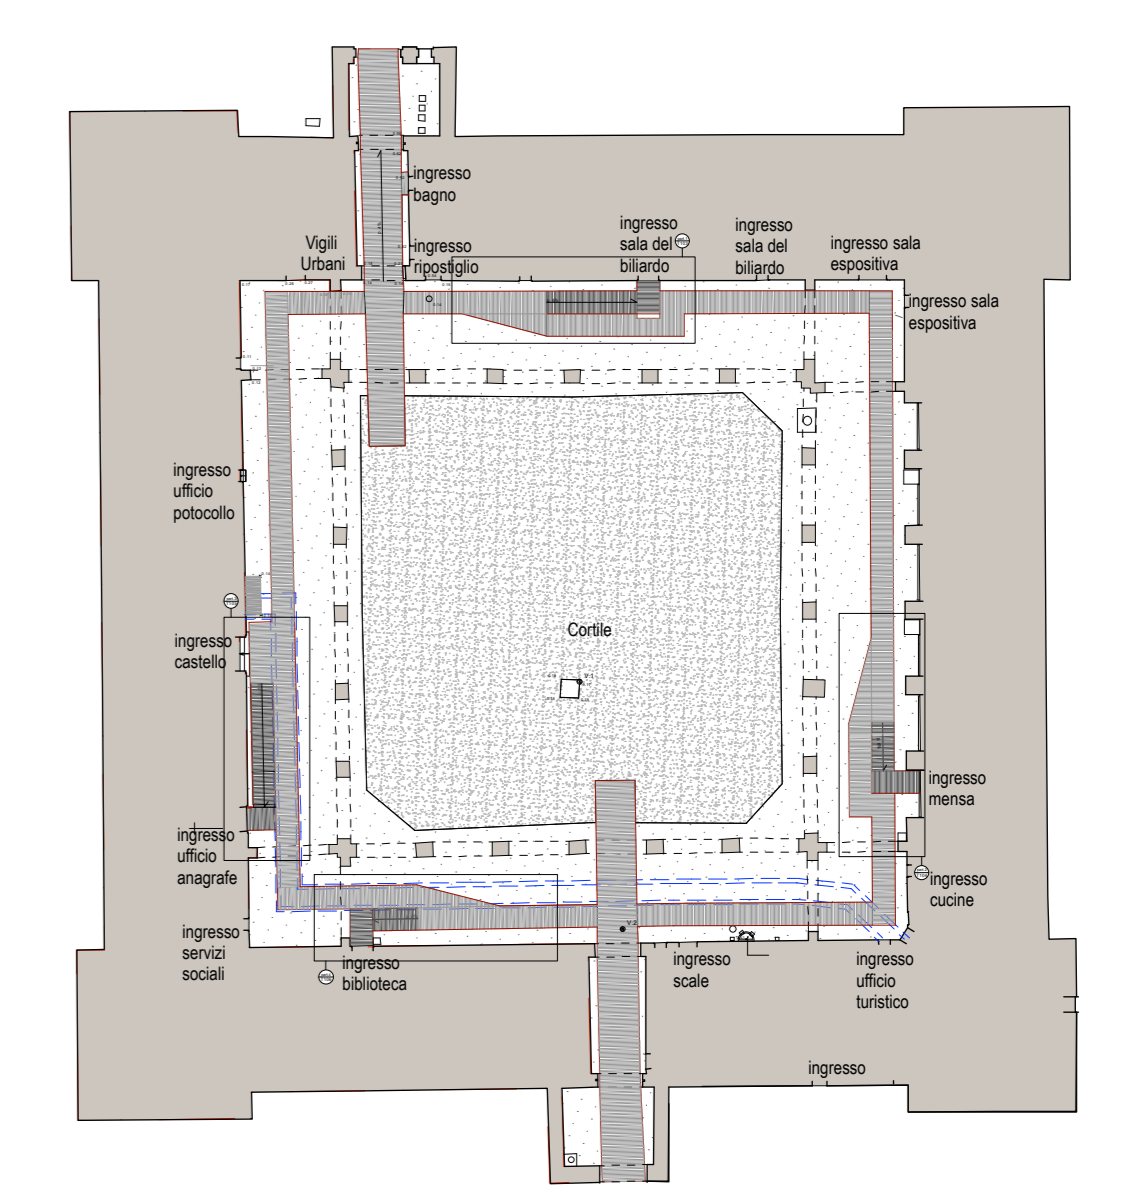 ingresso
bagno
Vigili
Urbani
ingresso
ripostiglio
ingresso
sala del
biliardo
ingresso
sala del
biliardo
ingresso sala
espositiva
ingresso sala
espositiva
ingresso
ufficio
potocollo
Cortile
ingresso
castello
ingresso
mensa
ingresso
ufficio
anagrafe
ingresso
cucine
ingresso
servizi
sociali
ingresso
biblioteca
V.2
ingresso
scale
ingresso
ufficio
turistico
ingresso